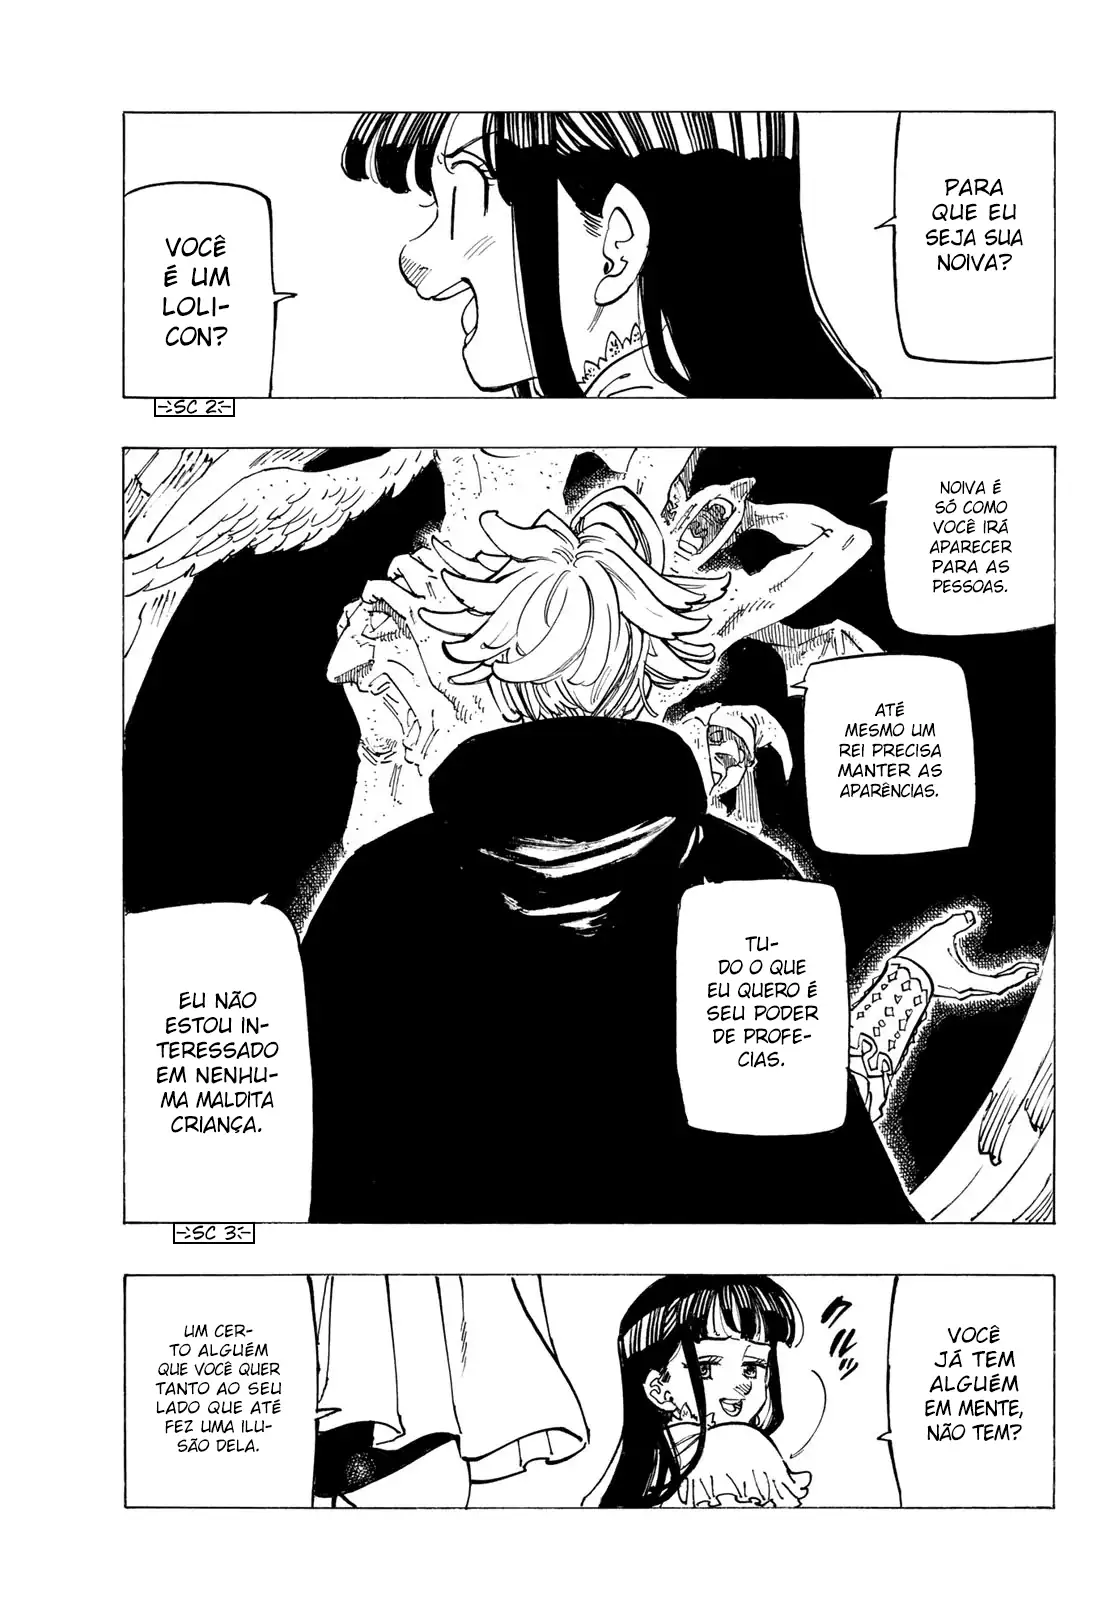 PARA
QUE EU
SEJA SUA
NOIVA?
VOCÊ
É UM
LOLI-
CON?
SC 2
NOIVA É
SÓ COMO
VOCÊ IRÁ
APARECER
PARA AS
PESSOAS.
ATÉ
MESMO UM
REI PRECISA
MANTER AS
APARÊNCIAS.
TU-
DO O QUE
EU QUERO É
SEU PODER
DE PROFE-
CIAS.
EU NÃO
ESTOU IN-
TERESSADO
EM NENHU-
MA MALDITA
CRIANÇA.
SC 3
VOCÊ
JÁ TEM
ALGUÉM
EM MENTE,
NÃO TEM?
UM CER-
TO ALGUÉM
QUE VOCÊ QUER
TANTO AO SEU
LADO QUE ATÉ
FEZ UMA ILU-
SÃO DELA.